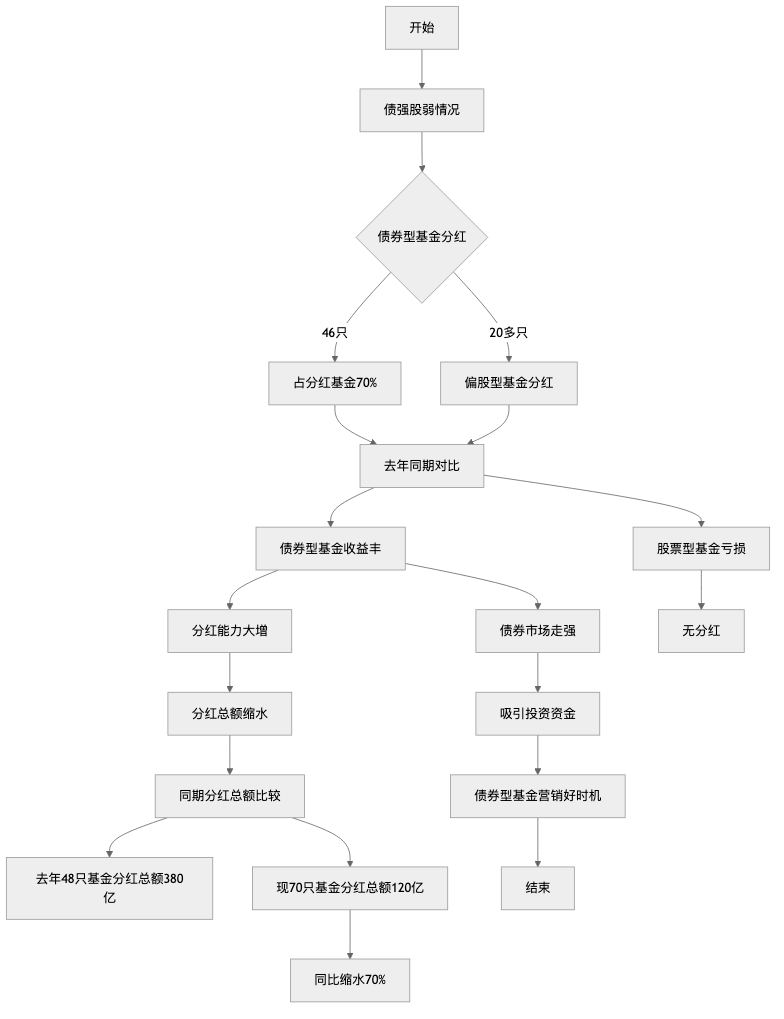 开始
债强股弱情况
债券型基金分红
46只
20多只
占分红基金70%
偏股型基金分红
去年同期对比
债券型基金收益丰
股票型基金亏损
分红能力大增
债券市场走强
无分红
分红总额缩水
吸引投资资金
同期分红总额比较
债券型基金营销好时机
去年48只基金分红总额380
亿
现70只基金分红总额120亿
结束
同比缩水70%